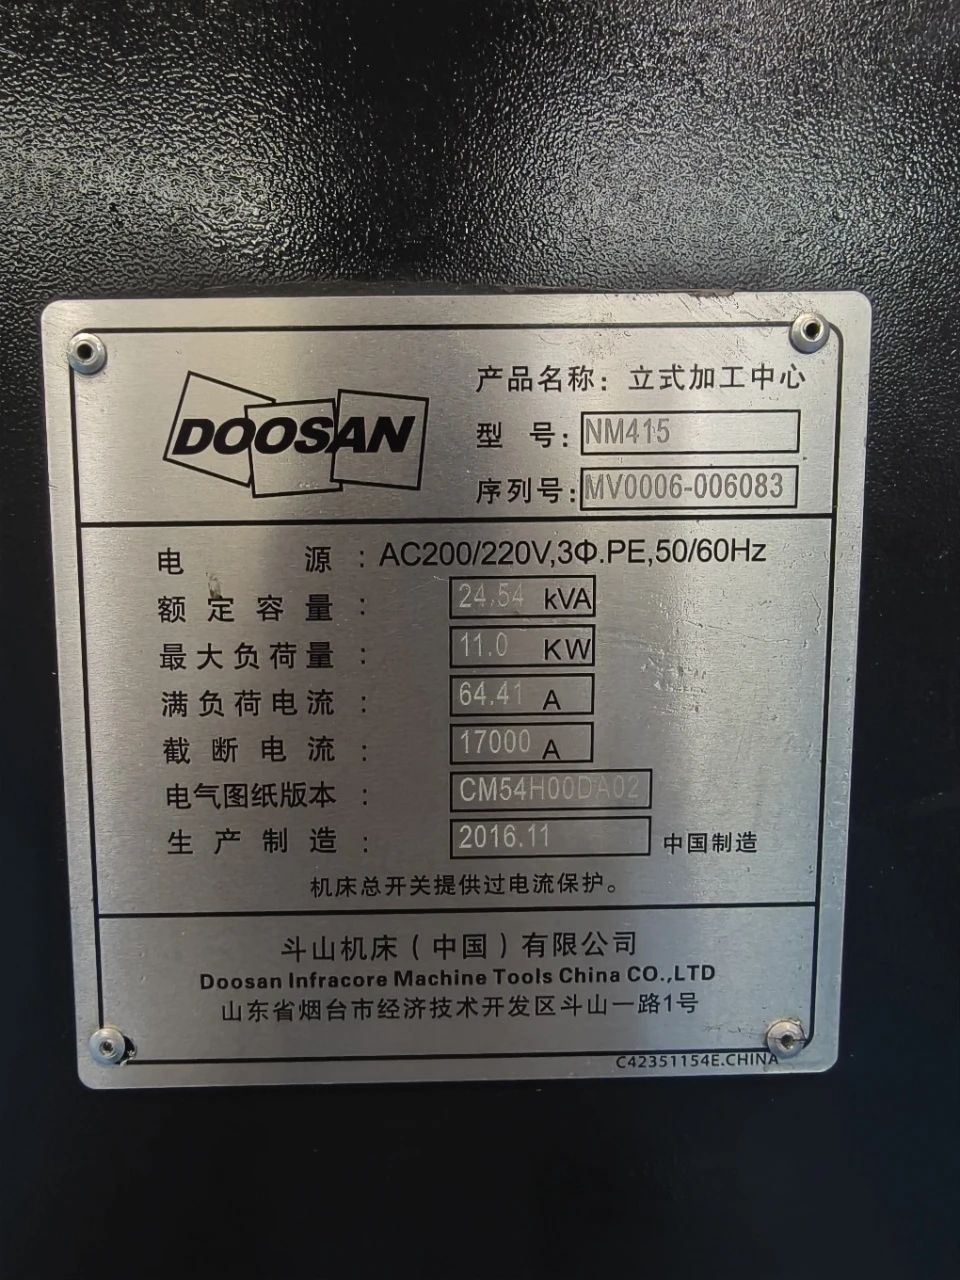 DOOSAN
产品名称：立式加工中心
型 号：NM415
序列号：MV0006-006083
电 源：AC200/220V,3Φ.PE,50/60Hz
额定容量：24.54 kVA
最大负荷量：11.0 KW
满负荷电流：64.41 A
截断电流：17000 A
电气图纸版本：CM54H00DA02
生产制造：2016.11 中国制造
机床总开关提供过电流保护。
斗山机床（中国）有限公司
Doosan Infracore Machine Tools China CO.,LTD
山东省烟台市经济技术开发区斗山一路1号
C42351154E.CHINA